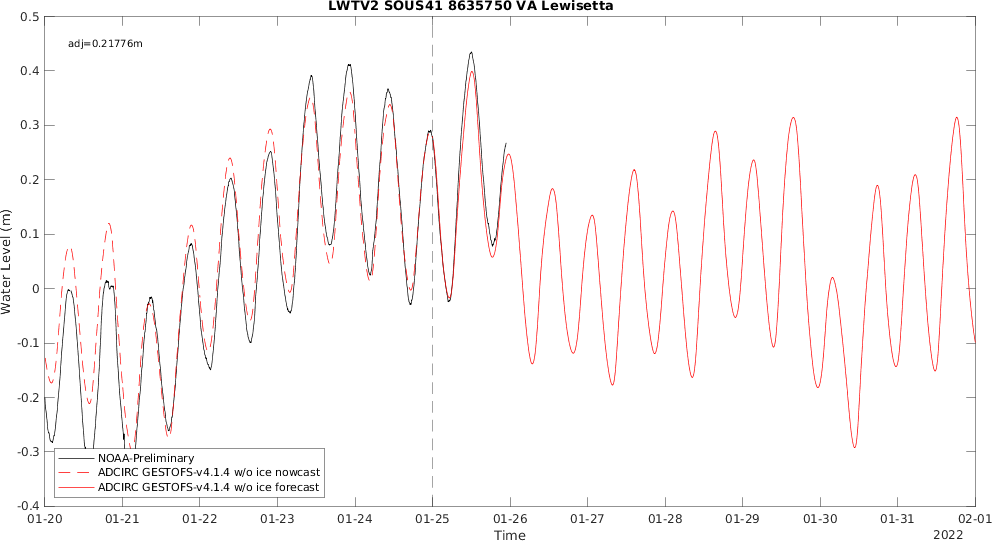 LWTV2 SOUS41 8635750 VA Lewisetta
adj=0.21776m
0.5
0.4
0.3
0.2
0.1
0
-0.1
-0.2
-0.3
-0.4
Water Level (m)
NOAA-Preliminary
ADCIRC GESTOFS-v4.1.4 w/o ice nowcast
ADCIRC GESTOFS-v4.1.4 w/o ice forecast
01-20 01-21 01-22 01-23 01-24 01-25 01-26 01-27 01-28 01-29 01-30 01-31 02-01
Time
2022